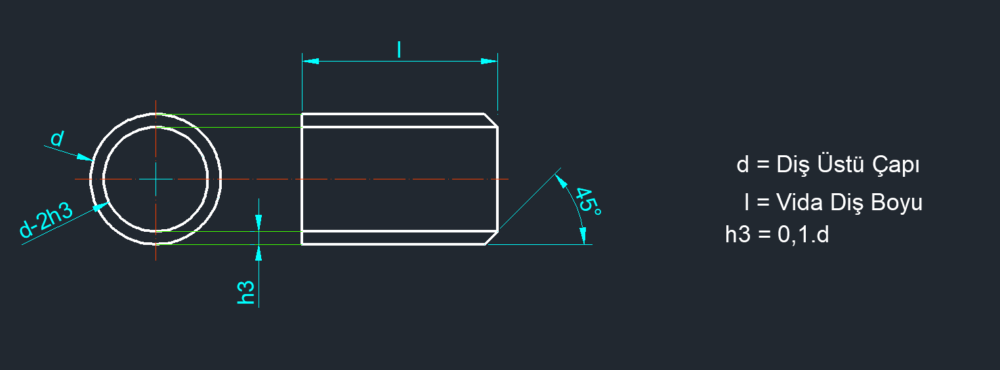 l
d
d-2h3
h3
45°
d = Diş Üstü Çapı
l = Vida Diş Boyu
h3 = 0,1.d